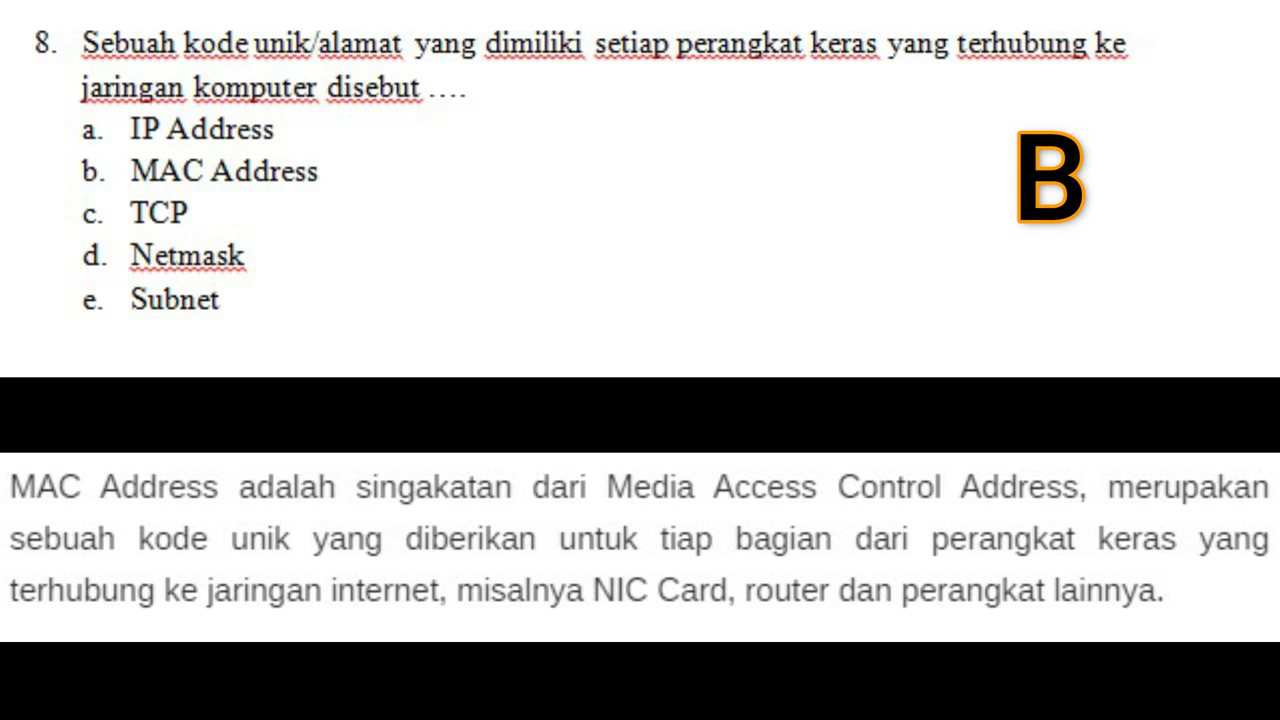 8. Sebuah kode unik/alamat yang dimiliki setiap perangkat keras yang terhubung ke
jaringan komputer disebut ....
a. IP Address
b. MAC Address
c. TCP
d. Netmask
e. Subnet
B
MAC Address adalah singakatan dari Media Access Control Address, merupakan
sebuah kode unik yang diberikan untuk tiap bagian dari perangkat keras yang
terhubung ke jaringan internet, misalnya NIC Card, router dan perangkat lainnya.